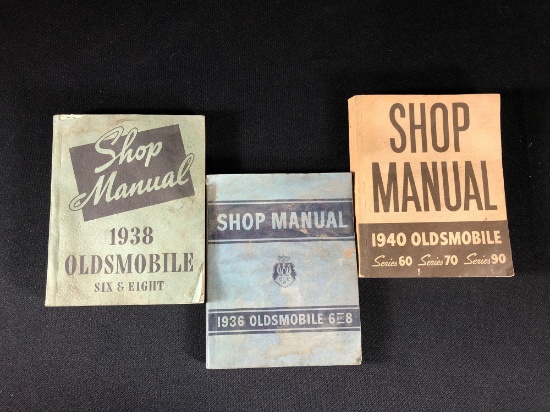 Shop
Manual
1938
OLDSMOBILE
SIX & EIGHT
SHOP MANUAL
1936 OLDSMOBILE 6 AND 8
SHOP
MANUAL
1940 OLDSMOBILE
Series 60 Series 70 Series 90